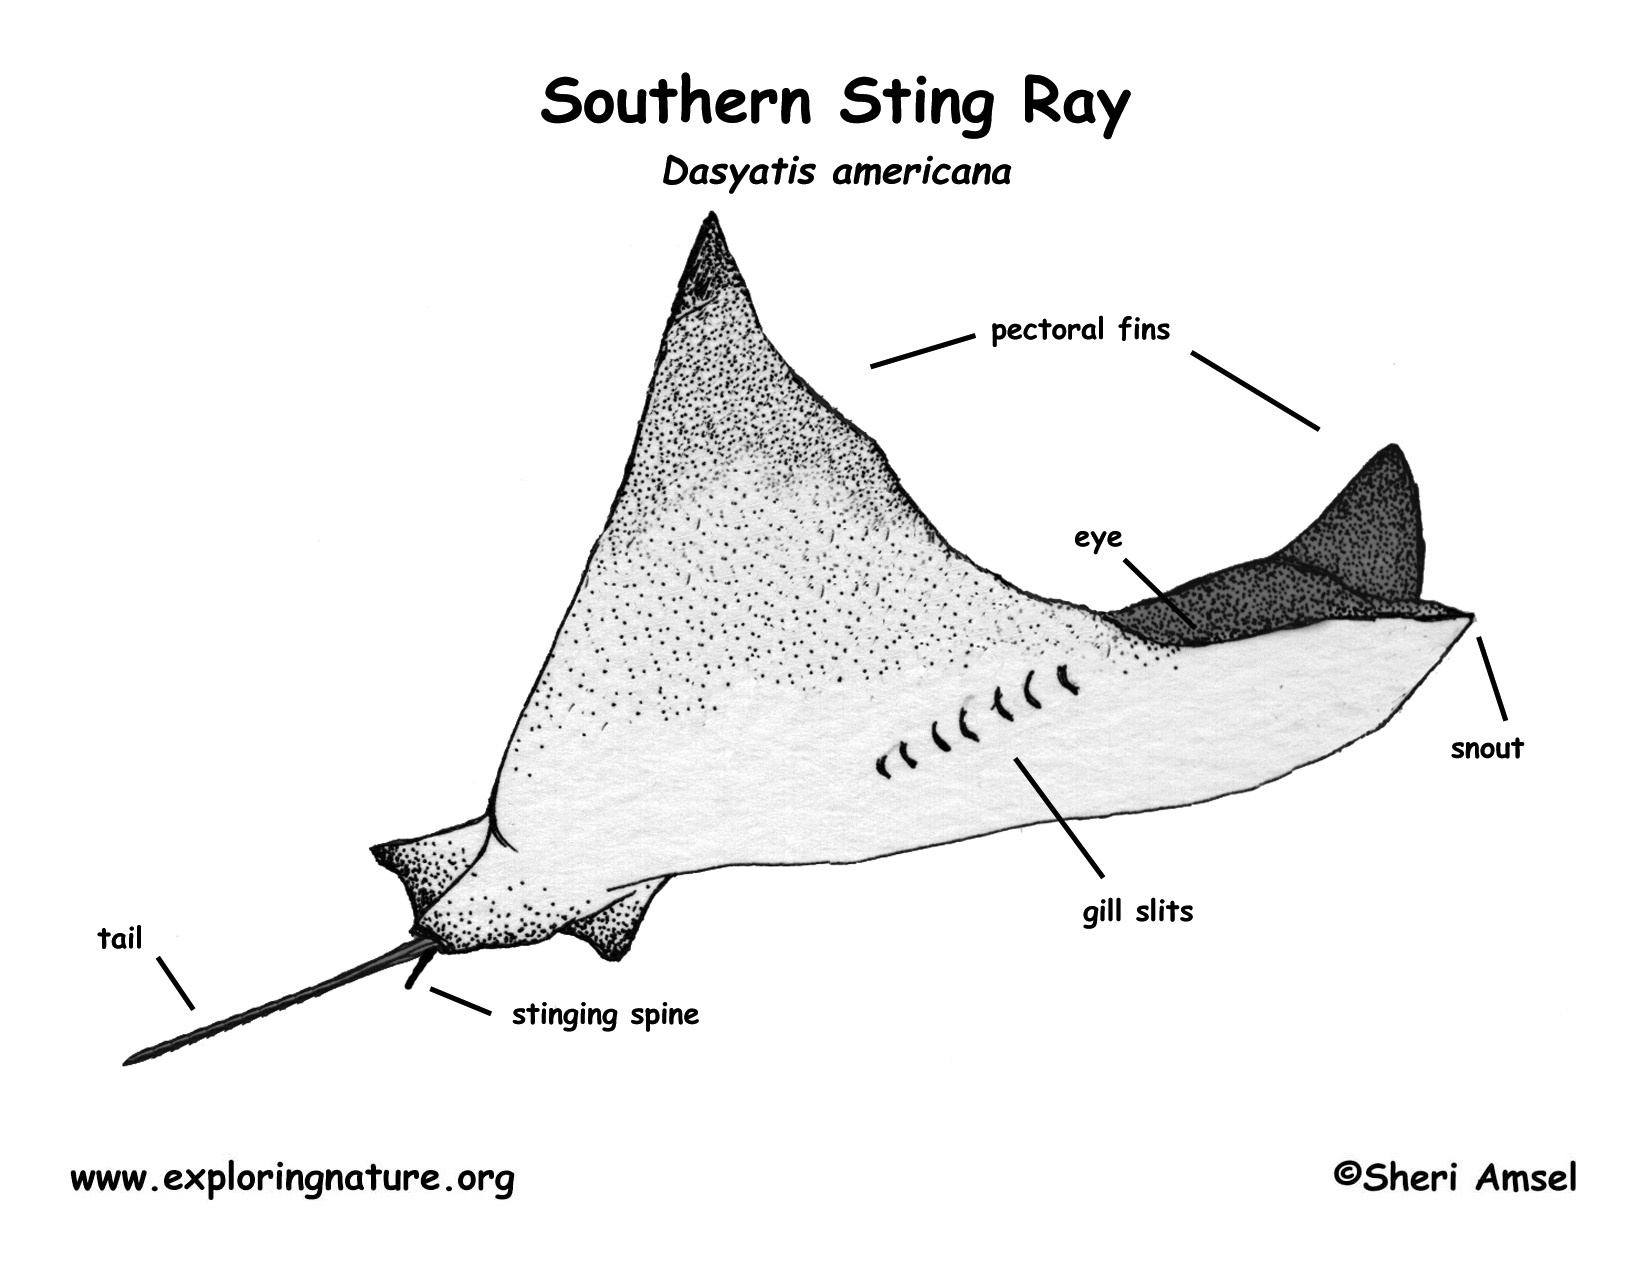 Southern Sting Ray
Dasyatis americana
pectoral fins
eye
snout
gill slits
tail
stinging spine
www.exploringnature.org
©Sheri Amsel